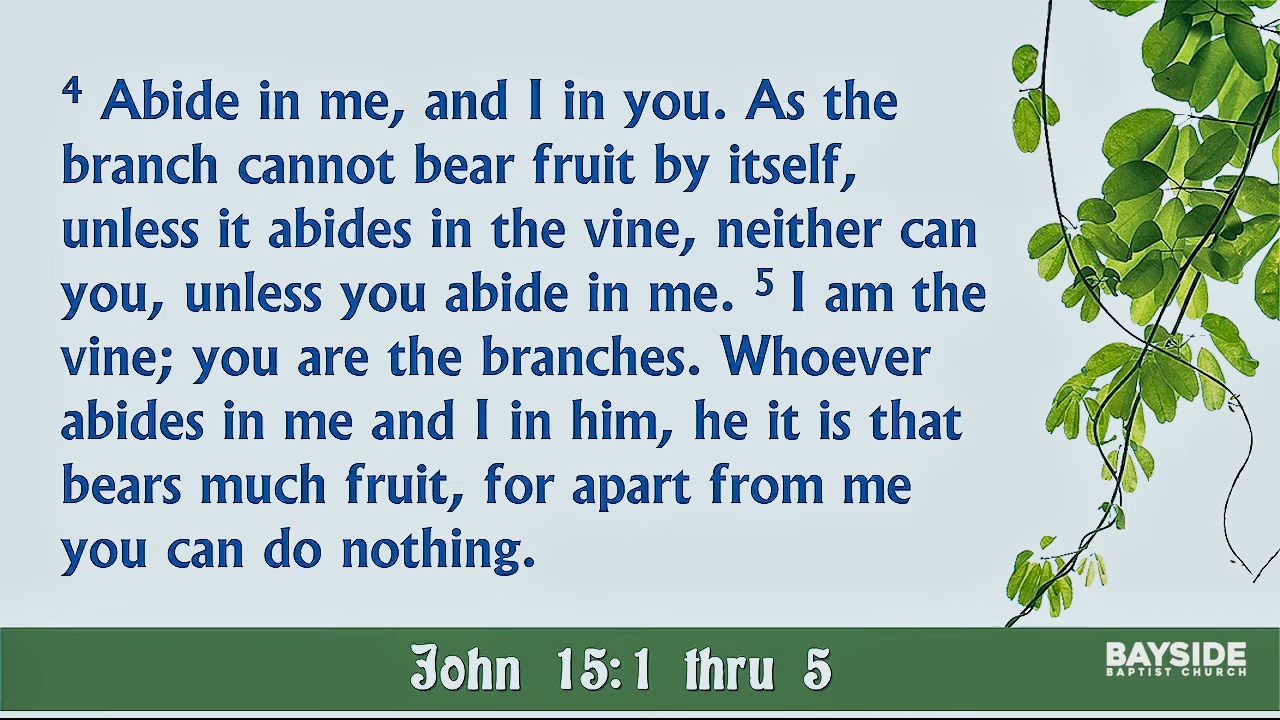 4 Abide in me, and I in you. As the
branch cannot bear fruit by itself,
unless it abides in the vine, neither can
you, unless you abide in me. 5 I am the
vine; you are the branches. Whoever
abides in me and I in him, he it is that
bears much fruit, for apart from me
you can do nothing.
John 15:1 thru 5
BAYSIDE
BAPTIST CHURCH